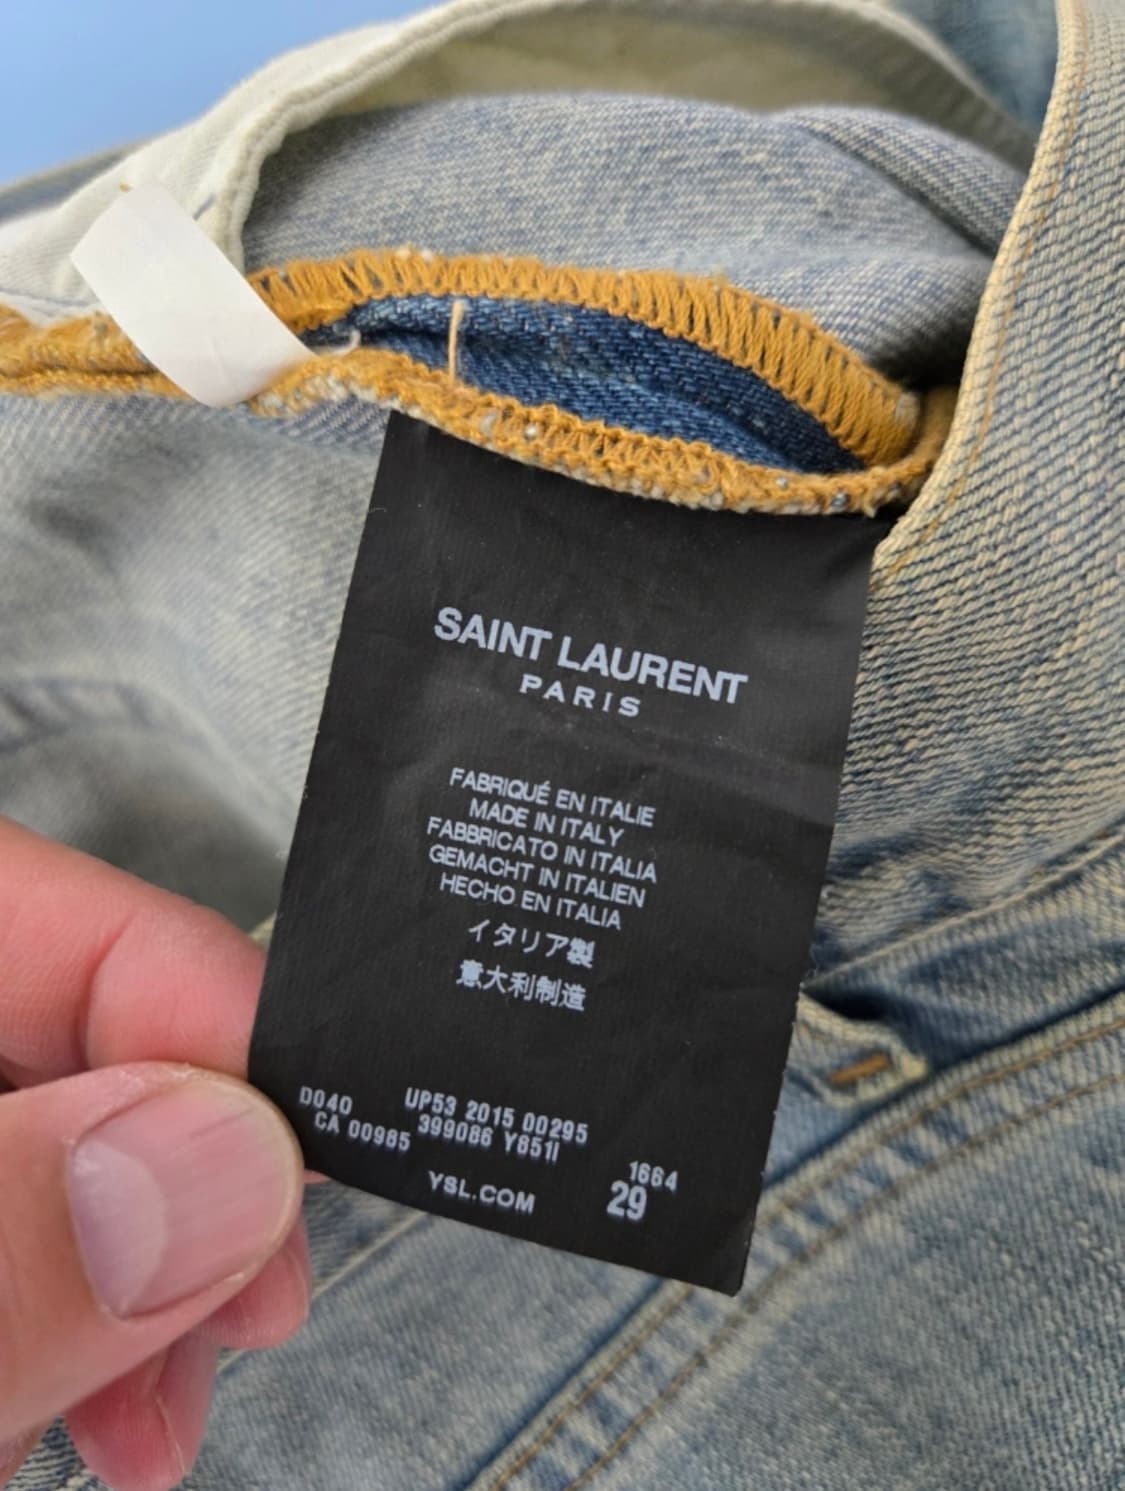 SAINT LAURENT
PARIS
FABRIQUÉ EN ITALIE
MADE IN ITALY
FABBRICATO IN ITALIA
GEMACHT IN ITALIEN
HECHO EN ITALIA
イタリア製
意大利制造
D040 UP53 2015 00295
CA 00985 399086 Y851I
1664
YSL.COM 29